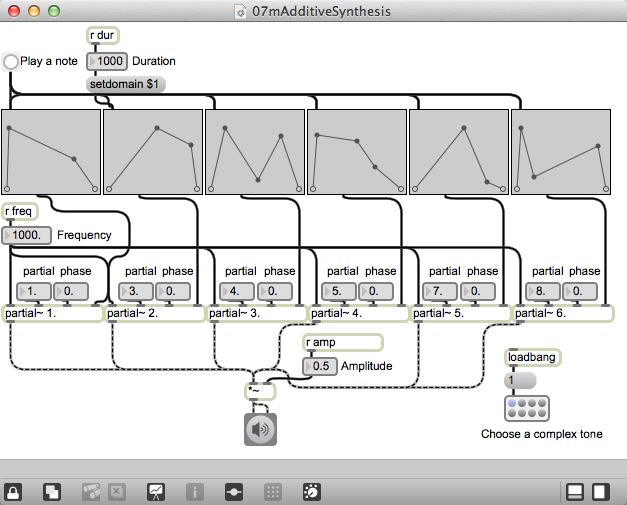 07mAdditiveSynthesis
r dur
Play a note
1000
Duration
setdomain $1
r freq
1000.
Frequency
partial phase
partial phase
partial phase
partial phase
partial phase
partial phase
1. 0.
3. 0.
4. 0.
5. 0.
7. 0.
8. 0.
partial~ 1.
partial~ 2.
partial~ 3.
partial~ 4.
partial~ 5.
partial~ 6.
r amp
0.5
Amplitude
*~
loadbang
1
Choose a complex tone